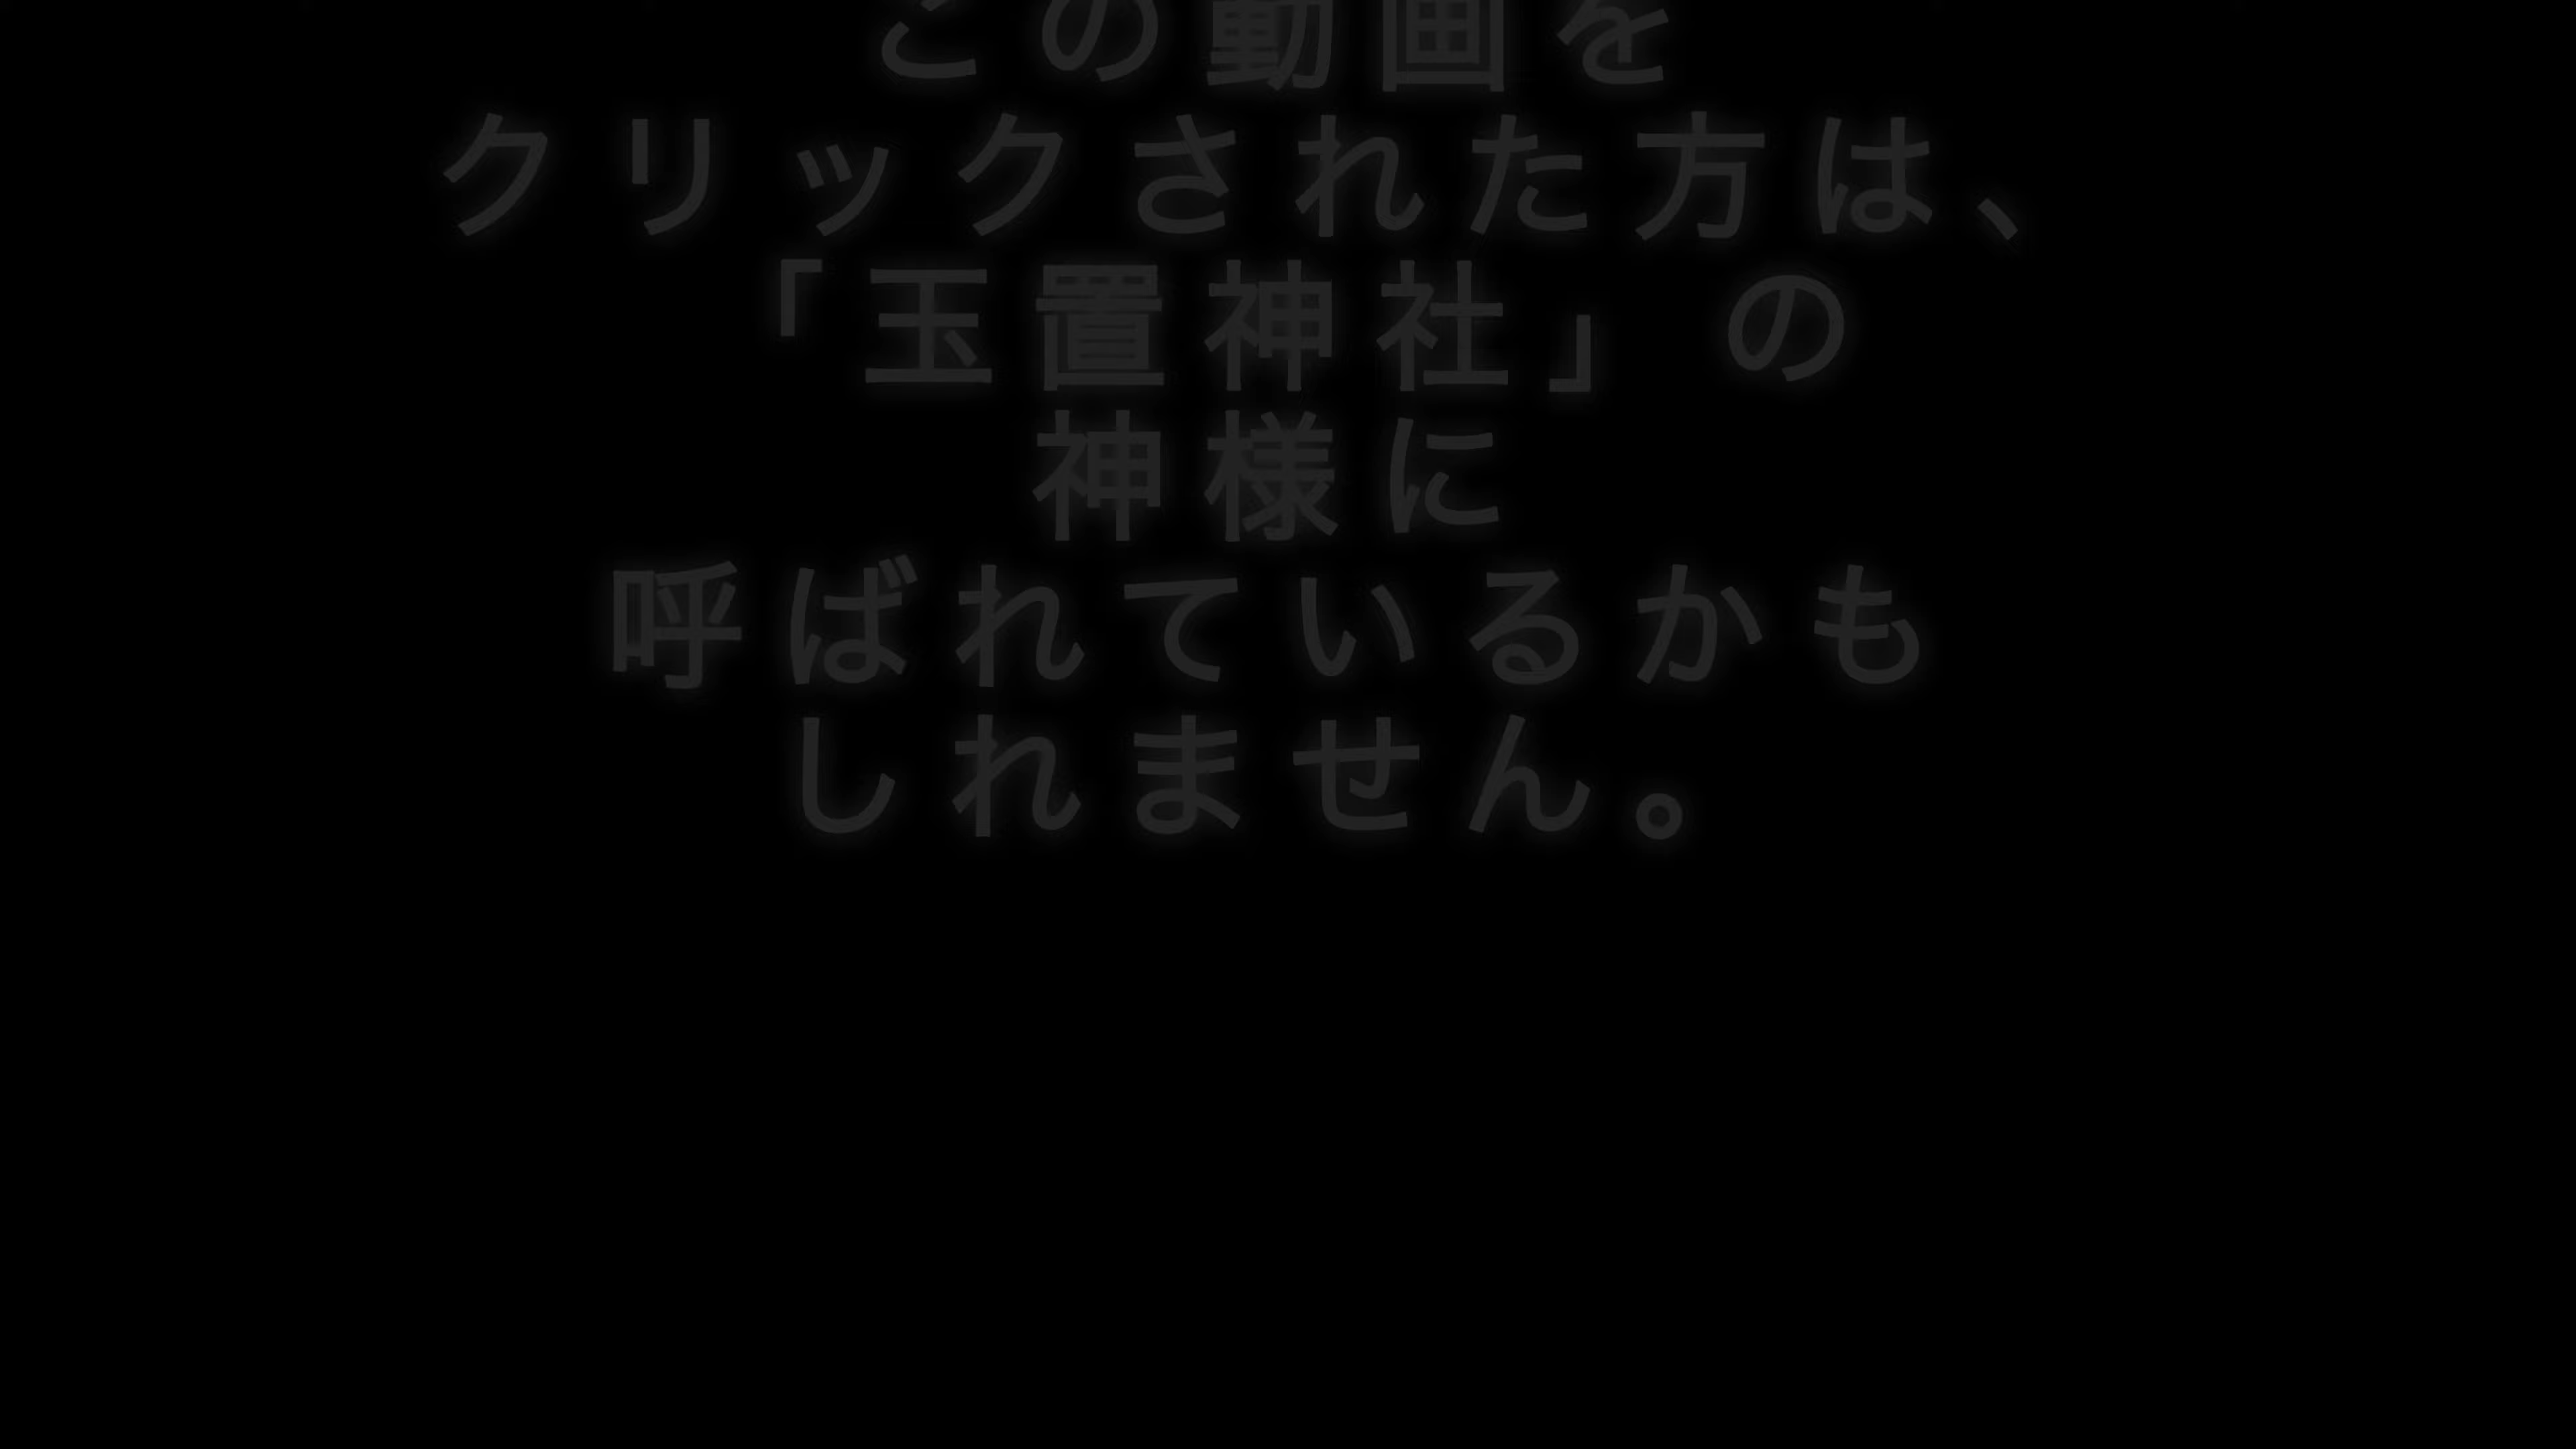 この動画を
クリックされた方は、
「玉置神社」の
神様に
呼ばれているかも
しれません。